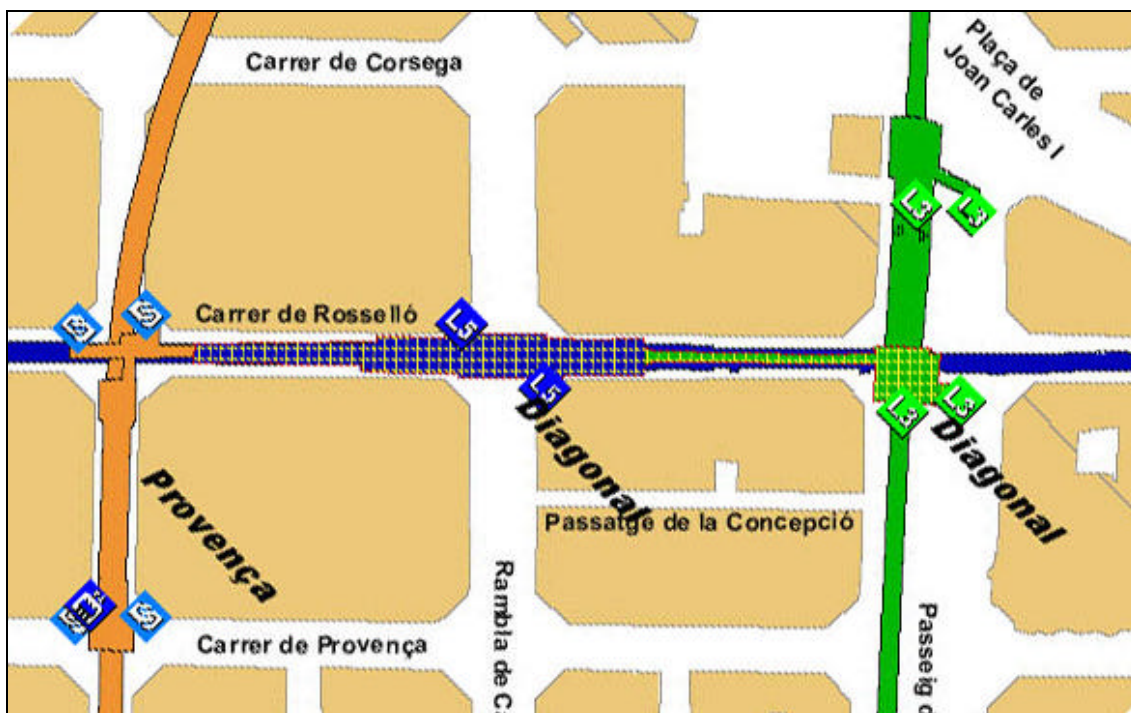 Carrer de Corsega
Plaça de
Joan Carles I
L3
L3
S
S
Carrer de Rosselló
L5
L5
Diagonal
L3
L3
Diagonal
Provença
Passatge de la Concepció
S
Carrer de Provença
Rambla de Ca
Passeig d